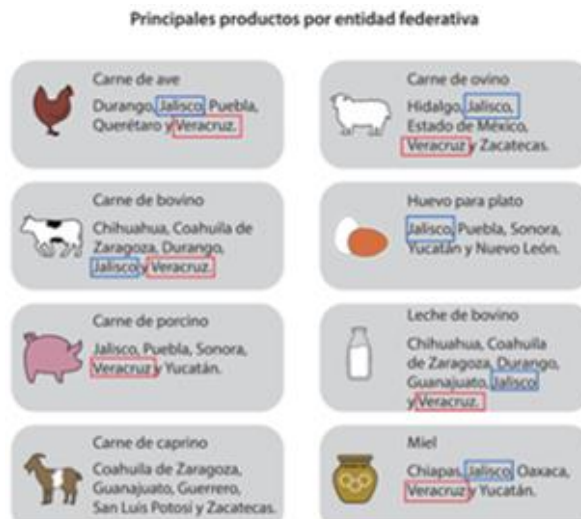 Principales productos por entidad federativa
Carne de ave
Durango, Jalisco, Puebla,
Querétaro y Veracruz.
Carne de ovino
Hidalgo, Jalisco,
Estado de México,
Veracruz y Zacatecas.
Carne de bovino
Chihuahua, Coahuila de
Zaragoza, Durango,
Jalisco y Veracruz.
Huevo para plato
Jalisco, Puebla, Sonora,
Yucatán y Nuevo León.
Carne de porcino
Jalisco, Puebla, Sonora,
Veracruz y Yucatán.
Leche de bovino
Chihuahua, Coahuila
de Zaragoza, Durango,
Guanajuato, Jalisco
y Veracruz.
Carne de caprino
Coahuila de Zaragoza,
Guanajuato, Guerrero,
San Luis Potosí y Zacatecas.
Miel
Chiapas, Jalisco, Oaxaca,
Veracruz y Yucatán.